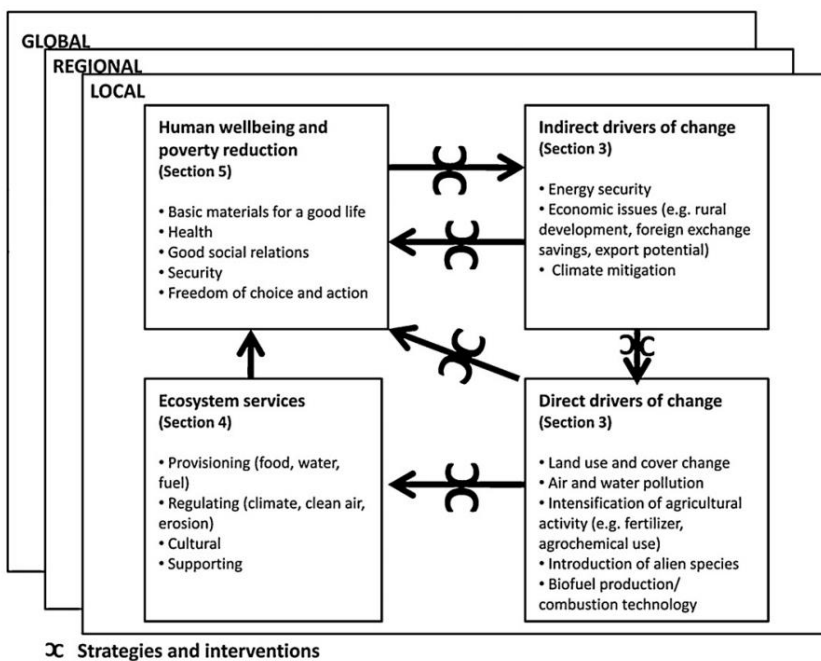 GLOBAL
REGIONAL
LOCAL
Human wellbeing and
poverty reduction
(Section 5)
• Basic materials for a good life
• Health
• Good social relations
• Security
• Freedom of choice and action
Indirect drivers of change
(Section 3)
• Energy security
• Economic issues (e.g. rural
development, foreign exchange
savings, export potential)
• Climate mitigation
Ecosystem services
(Section 4)
• Provisioning (food, water,
fuel)
• Regulating (climate, clean air,
erosion)
• Cultural
• Supporting
Direct drivers of change
(Section 3)
• Land use and cover change
• Air and water pollution
• Intensification of agricultural
activity (e.g. fertilizer,
agrochemical use)
• Introduction of alien species
• Biofuel production/
combustion technology
Strategies and interventions